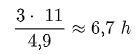 3 · 11 / 4,9 ≈ 6,7 h